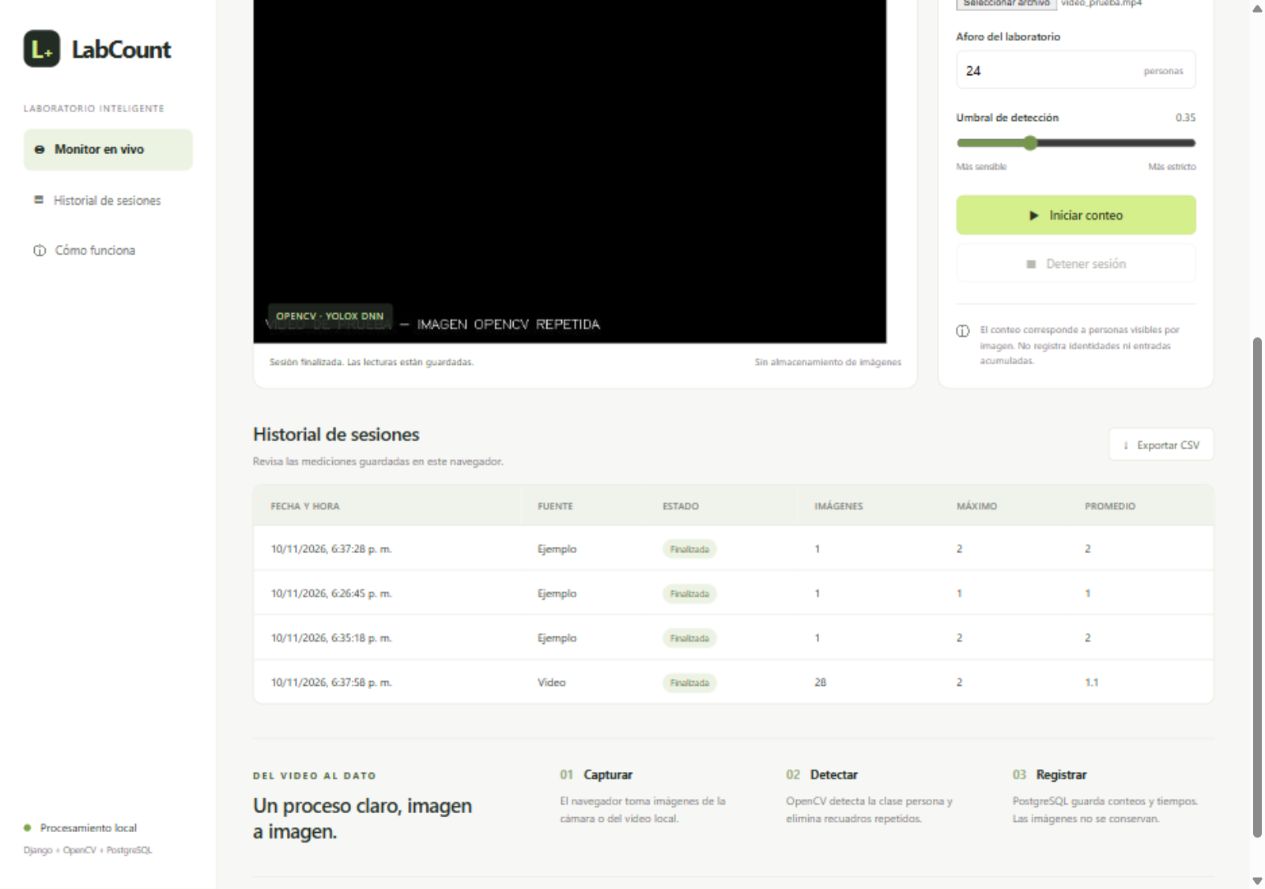 L+ LabCount
LABORATORIO INTELIGENTE
Monitor en vivo
Historial de sesiones
Cómo funciona
Procesamiento local
Django + OpenCV + PostgreSQL
OPENCV · YOLOX DNN
VIDEO DE PRUEBA — IMAGEN OPENCV REPETIDA
Sesión finalizada. Las lecturas están guardadas.
Sin almacenamiento de imágenes
Seleccionar archivo video_prueba.mp4
Aforo del laboratorio
24 personas
Umbral de detección 0.35
Más sensible Más estricto
Iniciar conteo
Detener sesión
El conteo corresponde a personas visibles por
imagen. No registra identidades ni entradas
acumuladas.
Historial de sesiones
Revisa las mediciones guardadas en este navegador.
↓ Exportar CSV
FECHA Y HORA FUENTE ESTADO IMÁGENES MÁXIMO PROMEDIO
10/11/2026, 6:37:28 p. m. Ejemplo Finalizada 1 2 2
10/11/2026, 6:26:45 p. m. Ejemplo Finalizada 1 1 1
10/11/2026, 6:35:18 p. m. Ejemplo Finalizada 1 2 2
10/11/2026, 6:37:58 p. m. Video Finalizada 28 2 1.1
DEL VIDEO AL DATO
Un proceso claro, imagen
a imagen.
01 Capturar
El navegador toma imágenes de la
cámara o del video local.
02 Detectar
OpenCV detecta la clase persona y
elimina recuadros repetidos.
03 Registrar
PostgreSQL guarda conteos y tiempos.
Las imágenes no se conservan.